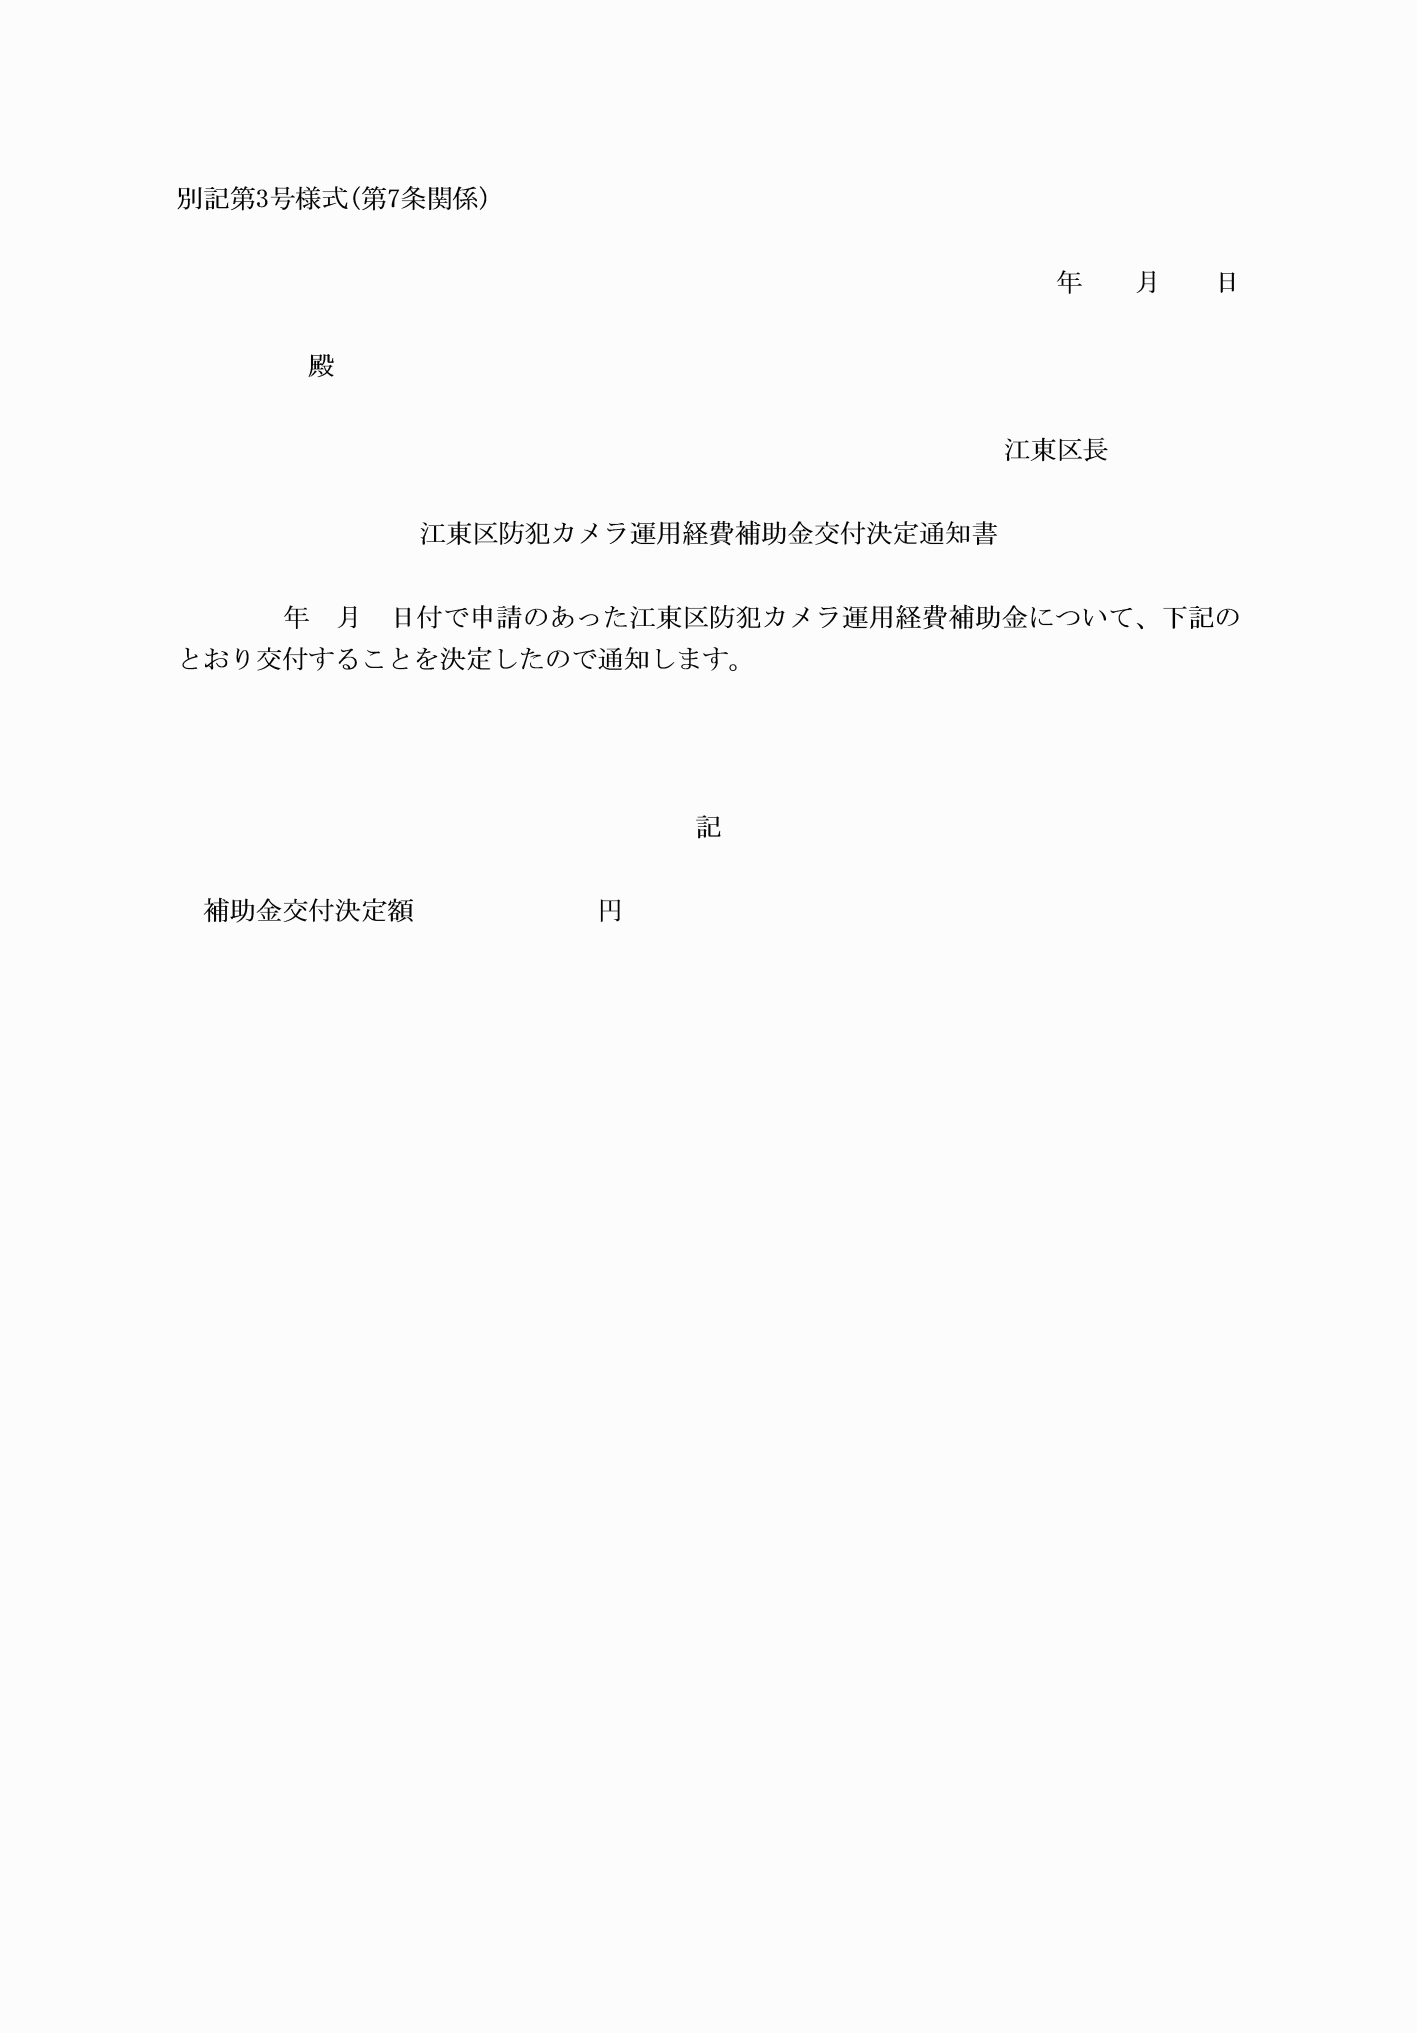 別記第3号様式(第7条関係)
年　　月　　日
殿
江東区長
江東区防犯カメラ運用経費補助金交付決定通知書
年　月　日付で申請のあった江東区防犯カメラ運用経費補助金について、下記の
とおり交付することを決定したので通知します。
記
補助金交付決定額　　　　　　　円